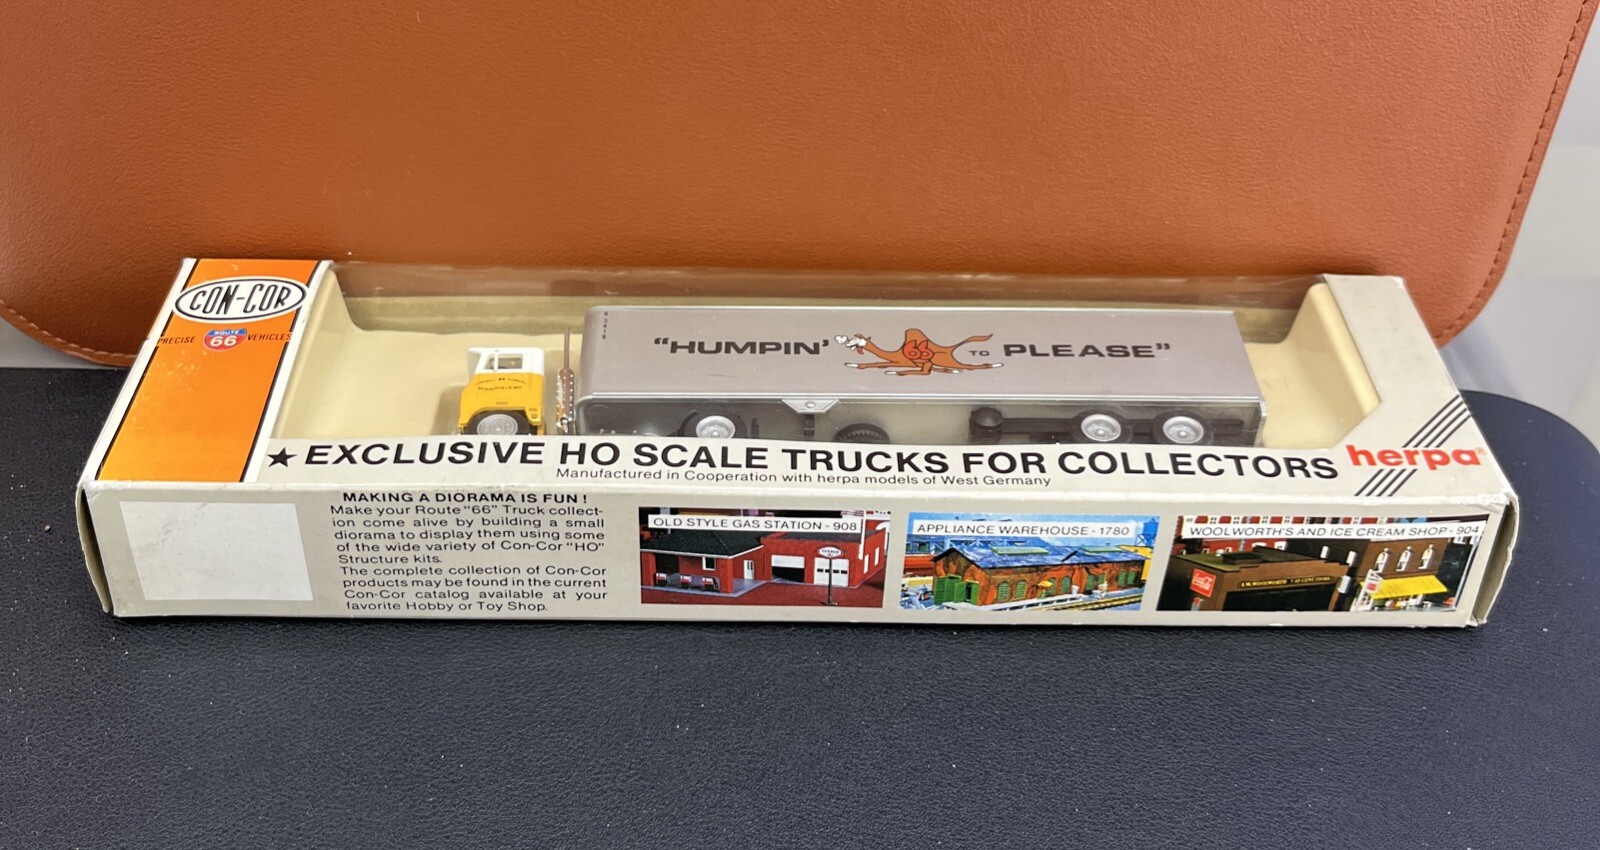 CON-COR
PRECISE ROUTE 66 VEHICLES
"HUMPIN' 66 TO PLEASE"
★ EXCLUSIVE HO SCALE TRUCKS FOR COLLECTORS
herpa®
Manufactured in Cooperation with herpa models of West Germany
MAKING A DIORAMA IS FUN!
Make your Route "66" Truck collect-
ion come alive by building a small
diorama to display them using some
of the wide variety of Con-Cor "HO"
Structure kits.
The complete collection of Con-Cor
products may be found in the current
Con-Cor catalog available at your
favorite Hobby or Toy Shop.
OLD STYLE GAS STATION - 908
APPLIANCE WAREHOUSE - 1780
WOOLWORTH'S AND ICE CREAM SHOP - 904
Coca-Cola
F.W. WOOLWORTH